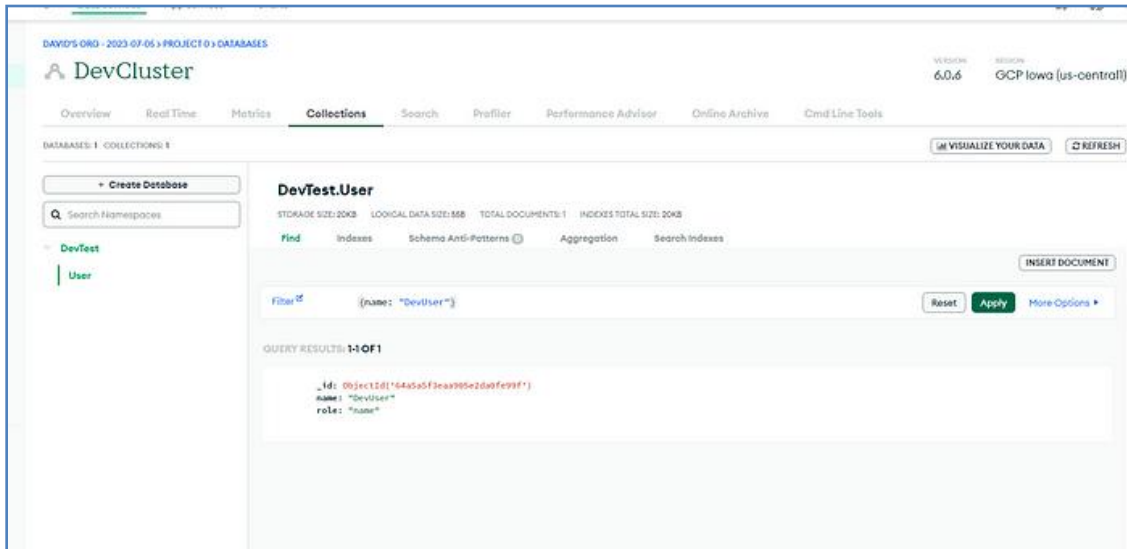 DAVID'S ORG - 2023-07-05 > PROJECT 0 > DATABASES
DevCluster
VERSION REGION
6.0.6 GCP Iowa (us-central1)
Overview Real Time Metrics Collections Search Profiler Performance Advisor Online Archive Cmd Line Tools
DATABASES: 1 COLLECTIONS: 1
VISUALIZE YOUR DATA REFRESH
+ Create Database
Search Namespaces
DevTest
User
DevTest.User
STORAGE SIZE: 20KB LOGICAL DATA SIZE: 55B TOTAL DOCUMENTS: 1 INDEXES TOTAL SIZE: 20KB
Find Indexes Schema Anti-Patterns Aggregation Search Indexes
INSERT DOCUMENT
Filter {name: "DevUser"} Reset Apply More Options
QUERY RESULTS: 1-1 OF 1
_id: ObjectId('64a5a5f3eaa905e2da0fe99f')
name: "DevUser"
role: "name"